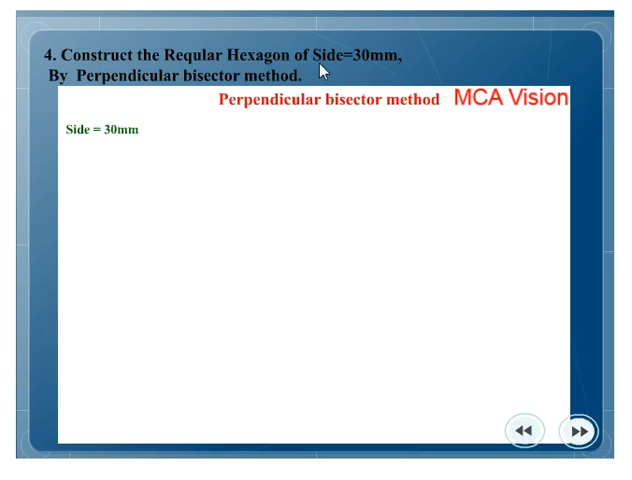 4. Construct the Reqular Hexagon of Side=30mm,
By Perpendicular bisector method.
Perpendicular bisector method MCA Vision
Side = 30mm